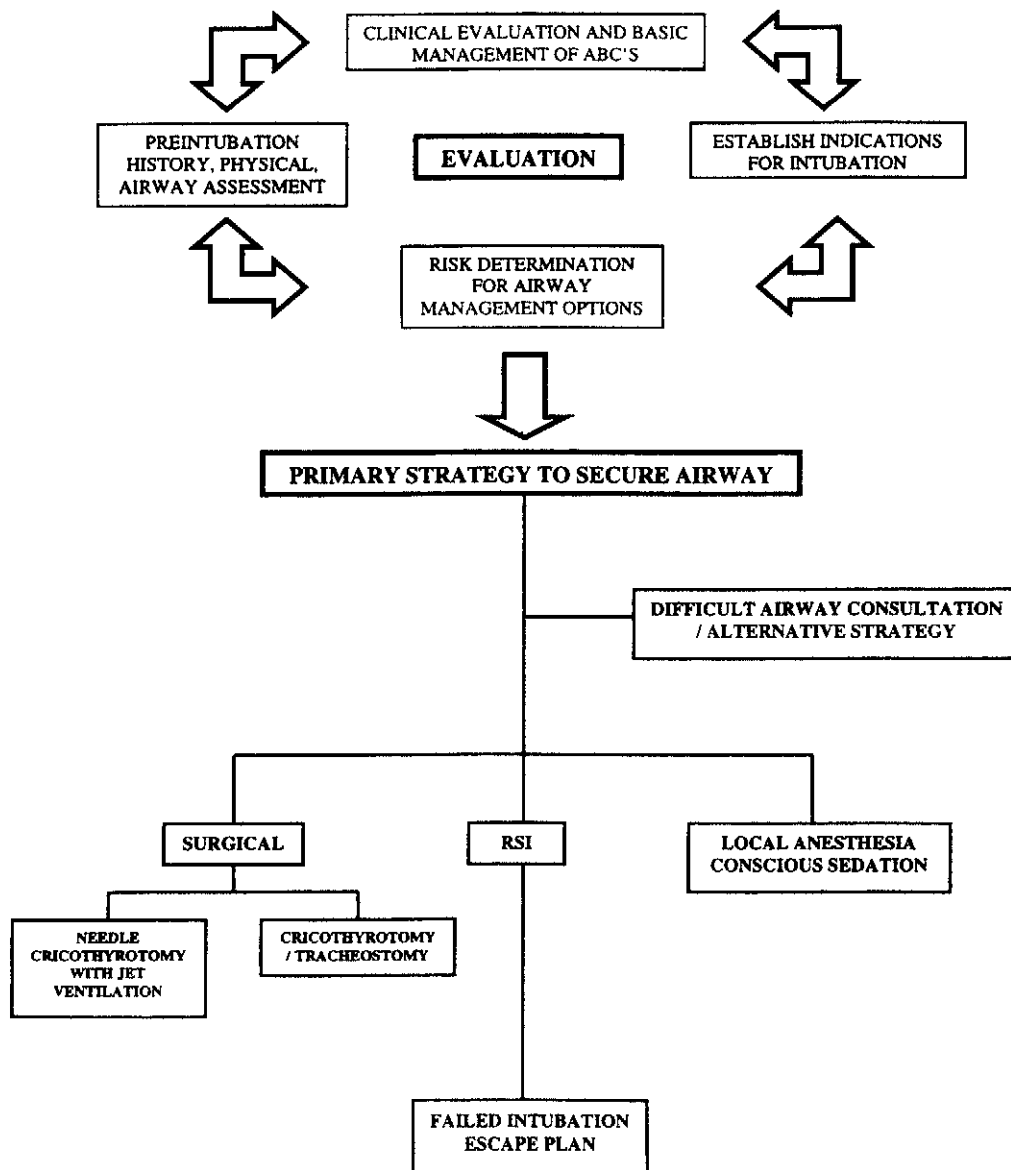 CLINICAL EVALUATION AND BASIC
MANAGEMENT OF ABC'S
PREINTUBATION
HISTORY, PHYSICAL,
AIRWAY ASSESSMENT
EVALUATION
ESTABLISH INDICATIONS
FOR INTUBATION
RISK DETERMINATION
FOR AIRWAY
MANAGEMENT OPTIONS
PRIMARY STRATEGY TO SECURE AIRWAY
DIFFICULT AIRWAY CONSULTATION
/ ALTERNATIVE STRATEGY
SURGICAL
RSI
LOCAL ANESTHESIA
CONSCIOUS SEDATION
NEEDLE
CRICOTHYROTOMY
WITH JET
VENTILATION
CRICOTHYROTOMY
/ TRACHEOSTOMY
FAILED INTUBATION
ESCAPE PLAN